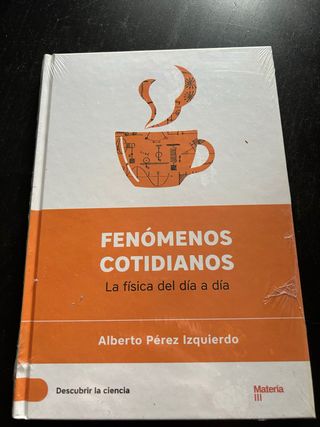 FENÓMENOS
COTIDIANOS
La física del día a día
Alberto Pérez Izquierdo
Descubrir la ciencia
Materia